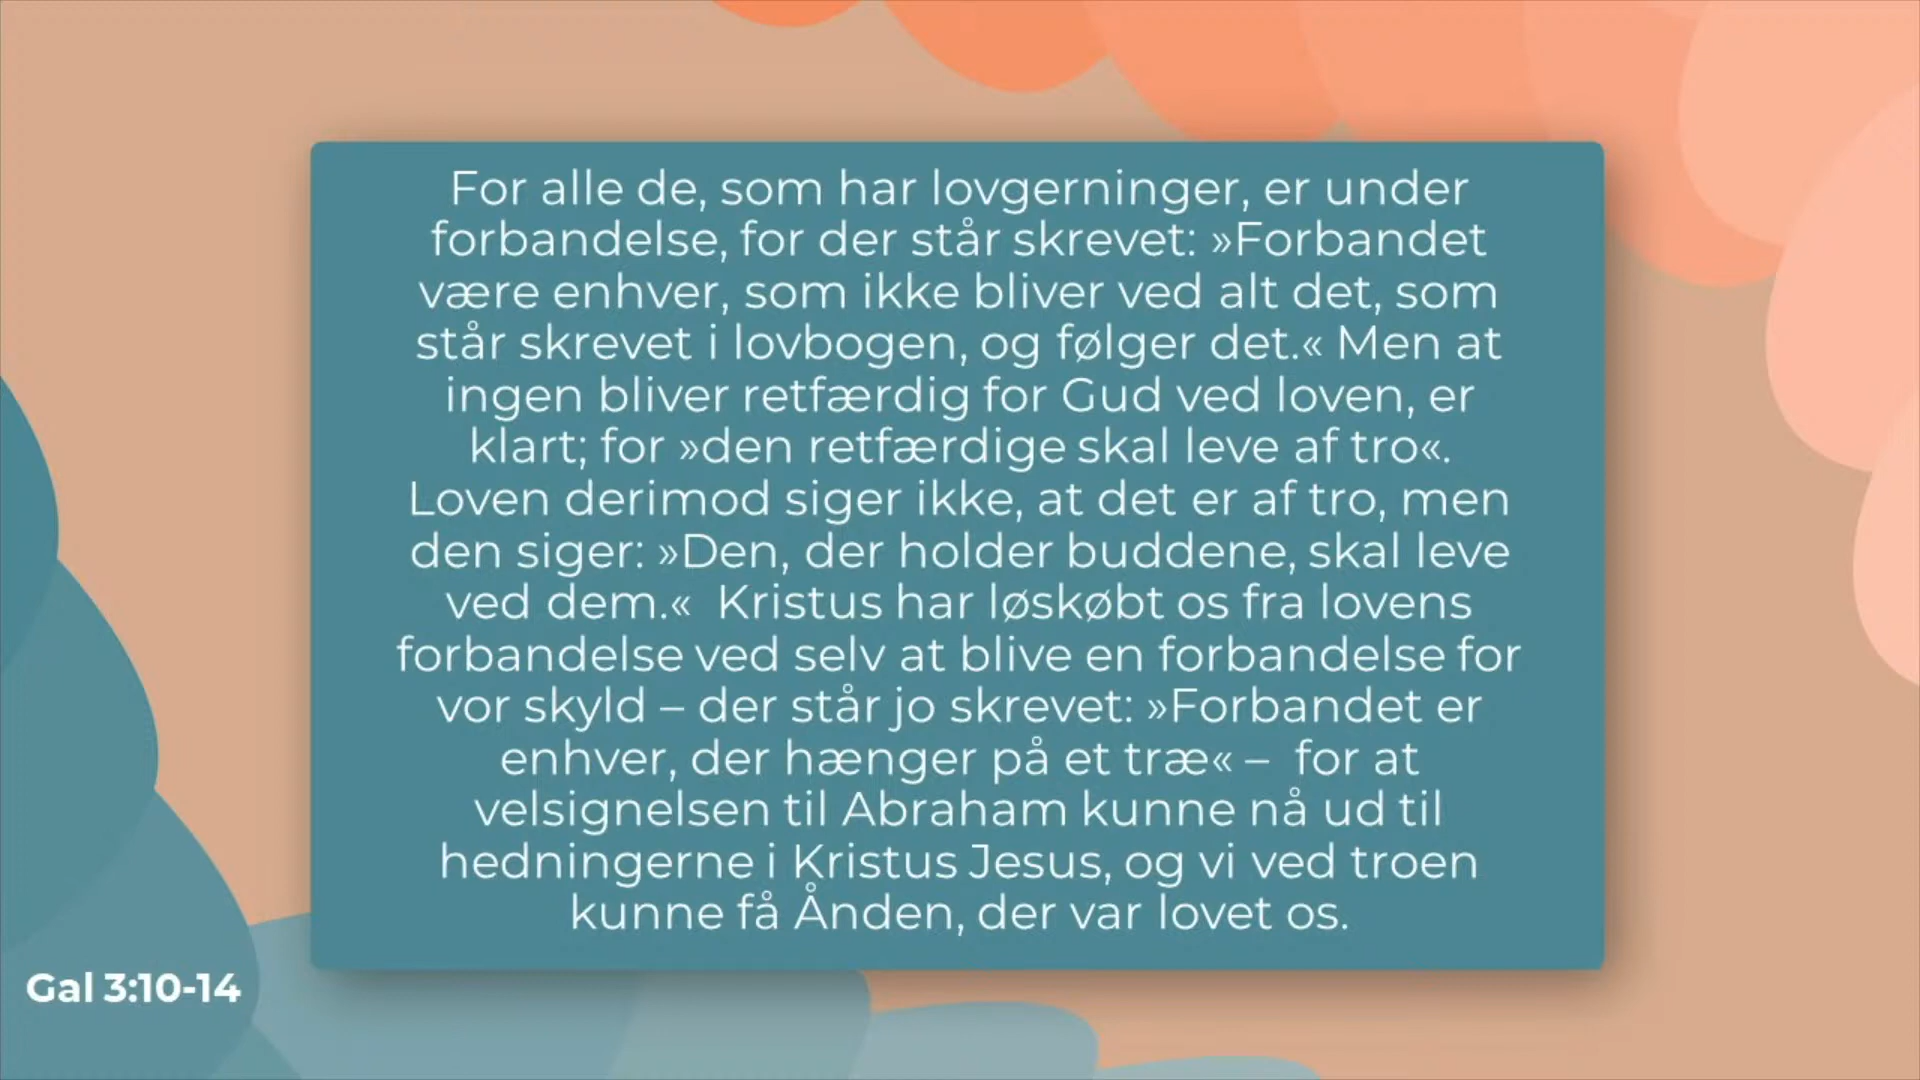 For alle de, som har lovgerninger, er under
forbandelse, for der står skrevet: »Forbandet
være enhver, som ikke bliver ved alt det, som
står skrevet i lovbogen, og følger det.« Men at
ingen bliver retfærdig for Gud ved loven, er
klart; for »den retfærdige skal leve af tro«.
Loven derimod siger ikke, at det er af tro, men
den siger: »Den, der holder buddene, skal leve
ved dem.«  Kristus har løskøbt os fra lovens
forbandelse ved selv at blive en forbandelse for
vor skyld – der står jo skrevet: »Forbandet er
enhver, der hænger på et træ« –  for at
velsignelsen til Abraham kunne nå ud til
hedningerne i Kristus Jesus, og vi ved troen
kunne få Ånden, der var lovet os.
Gal 3:10-14